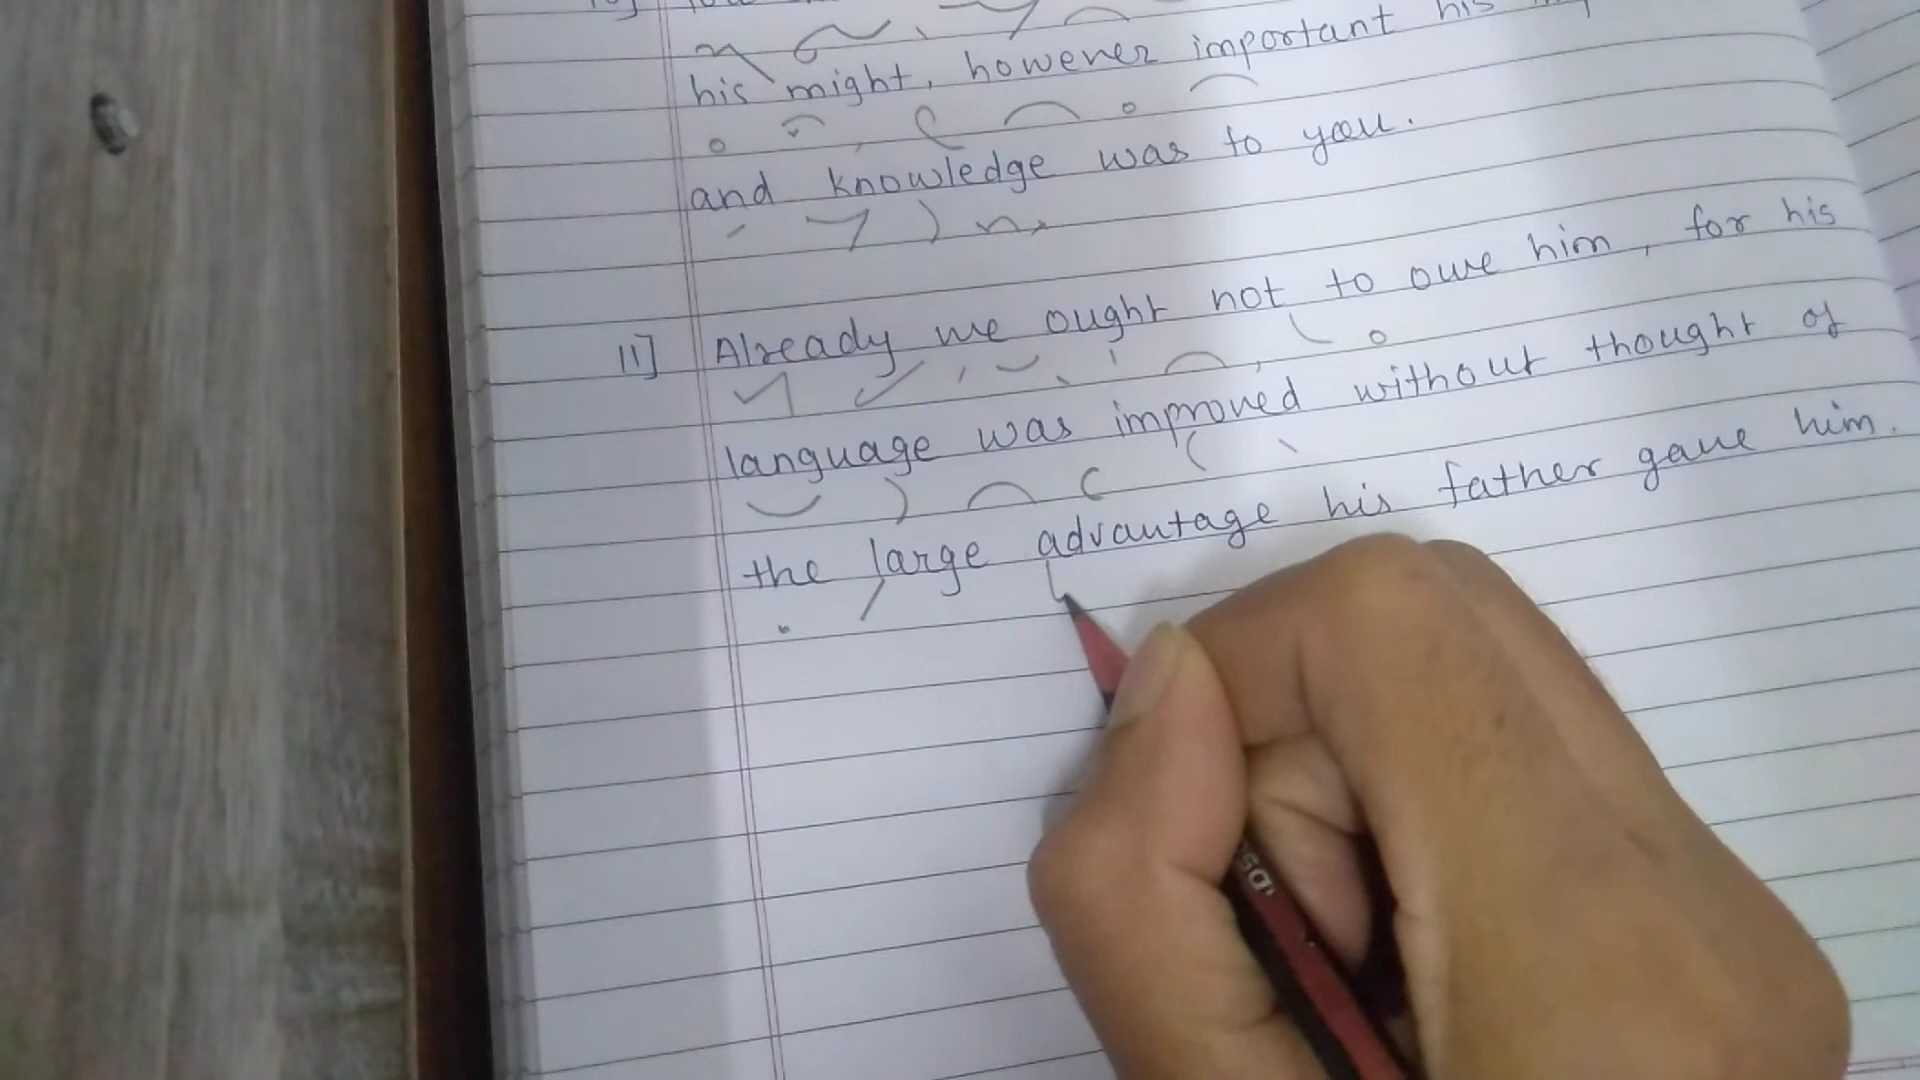 his might, however important his
and knowledge was to you.
11] Already we ought not to owe him, for his
language was improved without thought of
the large advantage his father gave him.